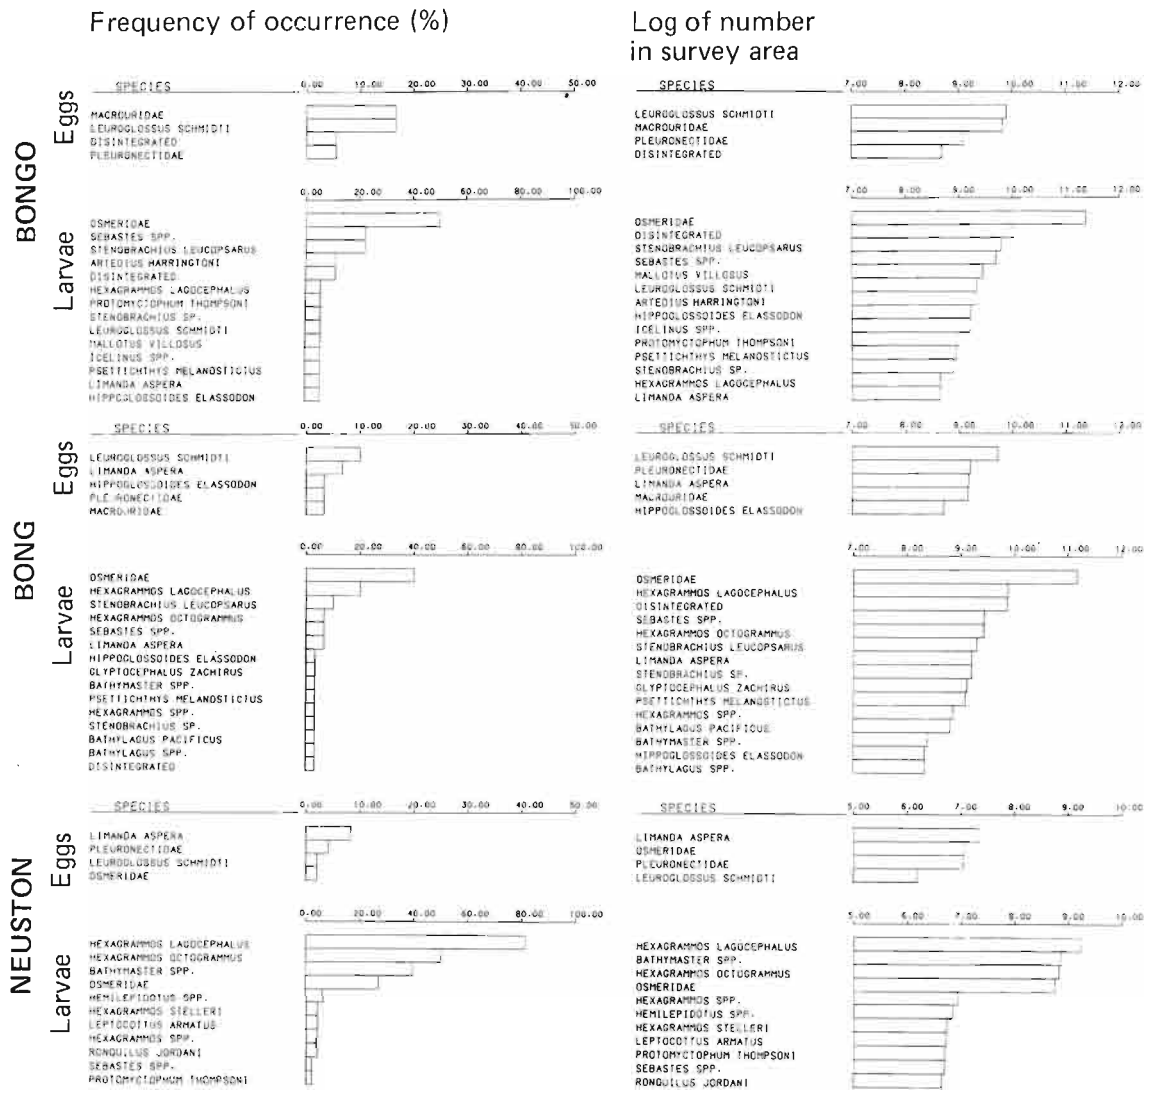 Frequency of occurrence (%)
Log of number
in survey area
BONGO
Eggs
SPECIES
0.00 10.00 20.00 30.00 40.00 50.00
MACROURIDAE
LEUROGLOSSUS SCHMIDTI
DISINTEGRATED
PLEURONECTIDAE
SPECIES
7.00 8.00 9.00 10.00 11.00 12.00
LEUROGLOSSUS SCHMIDTI
MACROURIDAE
PLEURONECTIDAE
DISINTEGRATED
Larvae
0.00 20.00 40.00 60.00 80.00 100.00
OSMERIDAE
SEBASTES SPP.
STENOBRACHIUS LEUCOPSARUS
ARTEDIUS HARRINGTONI
DISINTEGRATED
HEXAGRAMMOS LAGOCEPHALUS
PROTOMYCTOPHUM THOMPSONI
STENOBRACHIUS SP.
LEUROGLOSSUS SCHMIDTI
MALLOTUS VILLOSUS
ICELINUS SPP.
PSETTICHTHYS MELANOSTICTUS
LIMANDA ASPERA
HIPPOGLOSSOIDES ELASSODON
7.00 8.00 9.00 10.00 11.00 12.00
OSMERIDAE
DISINTEGRATED
STENOBRACHIUS LEUCOPSARUS
SEBASTES SPP.
MALLOTUS VILLOSUS
LEUROGLOSSUS SCHMIDTI
ARTEDIUS HARRINGTONI
HIPPOGLOSSOIDES ELASSODON
ICELINUS SPP.
PROTOMYCTOPHUM THOMPSONI
PSETTICHTHYS MELANOSTICTUS
STENOBRACHIUS SP.
HEXAGRAMMOS LAGOCEPHALUS
LIMANDA ASPERA
BONG
Eggs
SPECIES
0.00 10.00 20.00 30.00 40.00 50.00
LEUROGLOSSUS SCHMIDTI
LIMANDA ASPERA
HIPPOGLOSSOIDES ELASSODON
PLEURONECTIDAE
MACROURIDAE
SPECIES
7.00 8.00 9.00 10.00 11.00 12.00
LEUROGLOSSUS SCHMIDTI
PLEURONECTIDAE
LIMANDA ASPERA
MACROURIDAE
HIPPOGLOSSOIDES ELASSODON
Larvae
0.00 20.00 40.00 60.00 80.00 100.00
OSMERIDAE
HEXAGRAMMOS LAGOCEPHALUS
STENOBRACHIUS LEUCOPSARUS
HEXAGRAMMOS OCTOGRAMMUS
SEBASTES SPP.
LIMANDA ASPERA
HIPPOGLOSSOIDES ELASSODON
GLYPTOCEPHALUS ZACHIRUS
BATHYMASTER SPP.
PSETTICHTHYS MELANOSTICTUS
HEXAGRAMMOS SPP.
STENOBRACHIUS SP.
BATHYLAGUS PACIFICUS
BATHYLAGUS SPP.
DISINTEGRATED
7.00 8.00 9.00 10.00 11.00 12.00
OSMERIDAE
HEXAGRAMMOS LAGOCEPHALUS
DISINTEGRATED
SEBASTES SPP.
HEXAGRAMMOS OCTOGRAMMUS
STENOBRACHIUS LEUCOPSARUS
LIMANDA ASPERA
STENOBRACHIUS SP.
GLYPTOCEPHALUS ZACHIRUS
PSETTICHTHYS MELANOSTICTUS
HEXAGRAMMOS SPP.
BATHYLAGUS PACIFICUS
BATHYMASTER SPP.
HIPPOGLOSSOIDES ELASSODON
BATHYLAGUS SPP.
NEUSTON
Eggs
SPECIES
0.00 10.00 20.00 30.00 40.00 50.00
LIMANDA ASPERA
PLEURONECTIDAE
LEUROGLOSSUS SCHMIDTI
OSMERIDAE
SPECIES
5.00 6.00 7.00 8.00 9.00 10.00
LIMANDA ASPERA
OSMERIDAE
PLEURONECTIDAE
LEUROGLOSSUS SCHMIDTI
Larvae
0.00 20.00 40.00 60.00 80.00 100.00
HEXAGRAMMOS LAGOCEPHALUS
HEXAGRAMMOS OCTOGRAMMUS
BATHYMASTER SPP.
OSMERIDAE
HEMILEPIDOTUS SPP.
HEXAGRAMMOS STELLERI
LEPTOCOTTUS ARMATUS
HEXAGRAMMOS SPP.
RONQUILUS JORDANI
SEBASTES SPP.
PROTOMYCTOPHUM THOMPSONI
5.00 6.00 7.00 8.00 9.00 10.00
HEXAGRAMMOS LAGOCEPHALUS
BATHYMASTER SPP.
HEXAGRAMMOS OCTOGRAMMUS
OSMERIDAE
HEXAGRAMMOS SPP.
HEMILEPIDOTUS SPP.
HEXAGRAMMOS STELLERI
LEPTOCOTTUS ARMATUS
PROTOMYCTOPHUM THOMPSONI
SEBASTES SPP.
RONQUILUS JORDANI